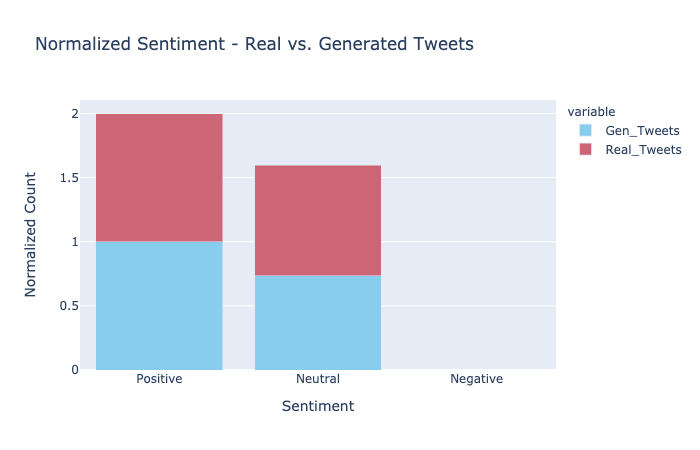 Normalized Sentiment - Real vs. Generated Tweets
variable
Gen_Tweets
Real_Tweets
Normalized Count
2
1.5
1
0.5
0
Positive
Neutral
Negative
Sentiment